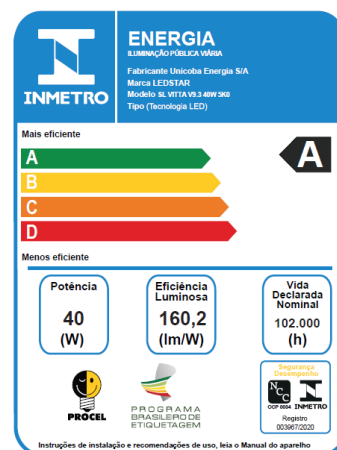 INMETRO
ENERGIA
ILUMINAÇÃO PÚBLICA VIÁRIA
Fabricante Unicoba Energia S/A
Marca LEDSTAR
Modelo SL VITTA V9.3 40W 5K0
Tipo (Tecnologia LED)
Mais eficiente
A
B
C
D
A
Menos eficiente
Potência
40
(W)
Eficiência
Luminosa
160,2
(lm/W)
Vida
Declarada
Nominal
102.000
(h)
PROCEL
PROGRAMA
BRASILEIRO DE
ETIQUETAGEM
Segurança
Desempenho
NCC
OCP 0004
INMETRO
Registro
003967/2020
Instruções de instalação e recomendações de uso, leia o Manual do aparelho